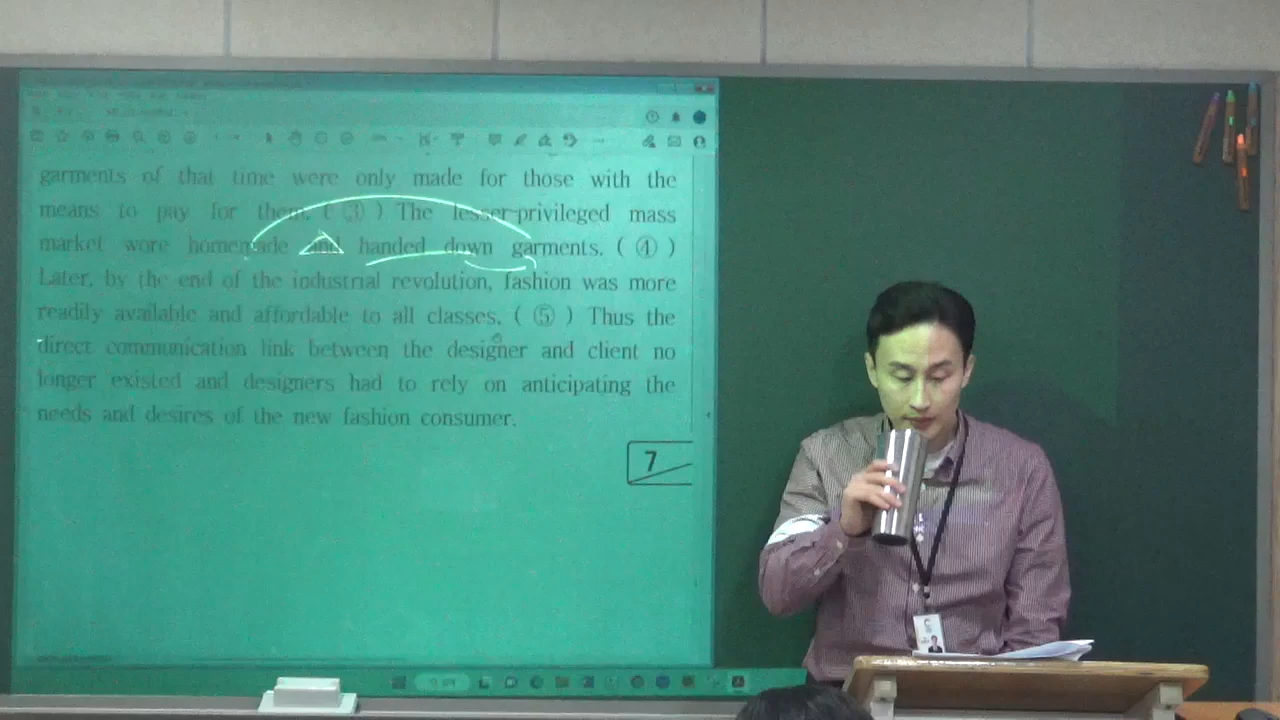 garments of that time were only made for those with the
means to pay for them. ( ③ ) The lesser-privileged mass
market wore homemade and handed down garments. ( ④ )
Later, by the end of the industrial revolution, fashion was more
readily available and affordable to all classes. ( ⑤ ) Thus the
direct communication link between the designer and client no
longer existed and designers had to rely on anticipating the
needs and desires of the new fashion consumer.
7